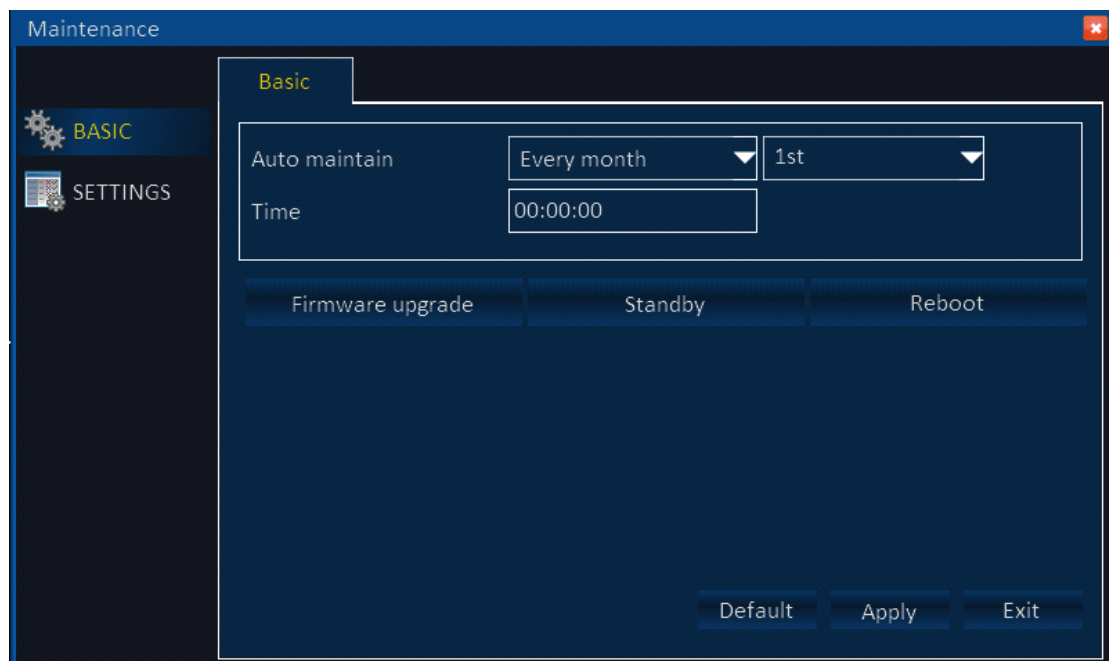 Maintenance
Basic
BASIC
SETTINGS
Auto maintain Every month 1st
Time 00:00:00
Firmware upgrade Standby Reboot
Default Apply Exit